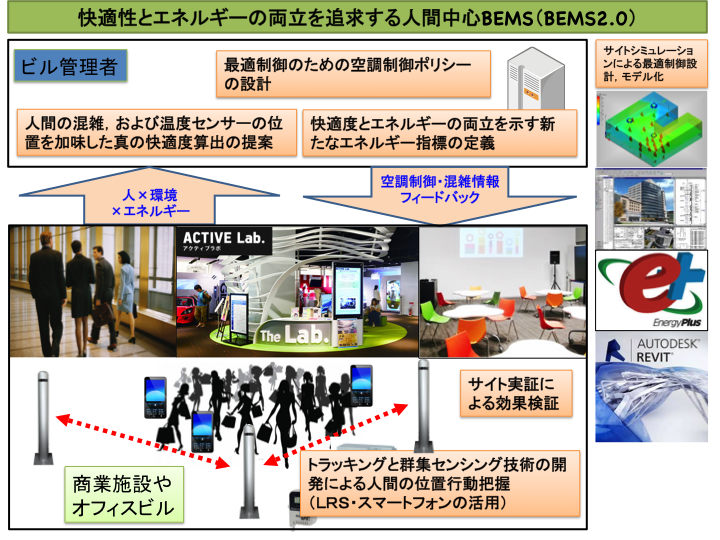 快適性とエネルギーの両立を追求する人間中心BEMS(BEMS2.0)
ビル管理者
最適制御のための空調制御ポリシー
の設計
人間の混雑，および温度センサーの位
置を加味した真の快適度算出の提案
快適度とエネルギーの両立を示す新
たなエネルギー指標の定義
サイトシミュレーショ
ンによる最適制御設
計，モデル化
人×環境
×エネルギー
空調制御・混雑情報
フィードバック
ACTIVE Lab.
アクティブラボ
The Lab.
EnergyPlus
AUTODESK
REVIT
サイト実証に
よる効果検証
商業施設や
オフィスビル
トラッキングと群集センシング技術の開
発による人間の位置行動把握
(LRS・スマートフォンの活用)